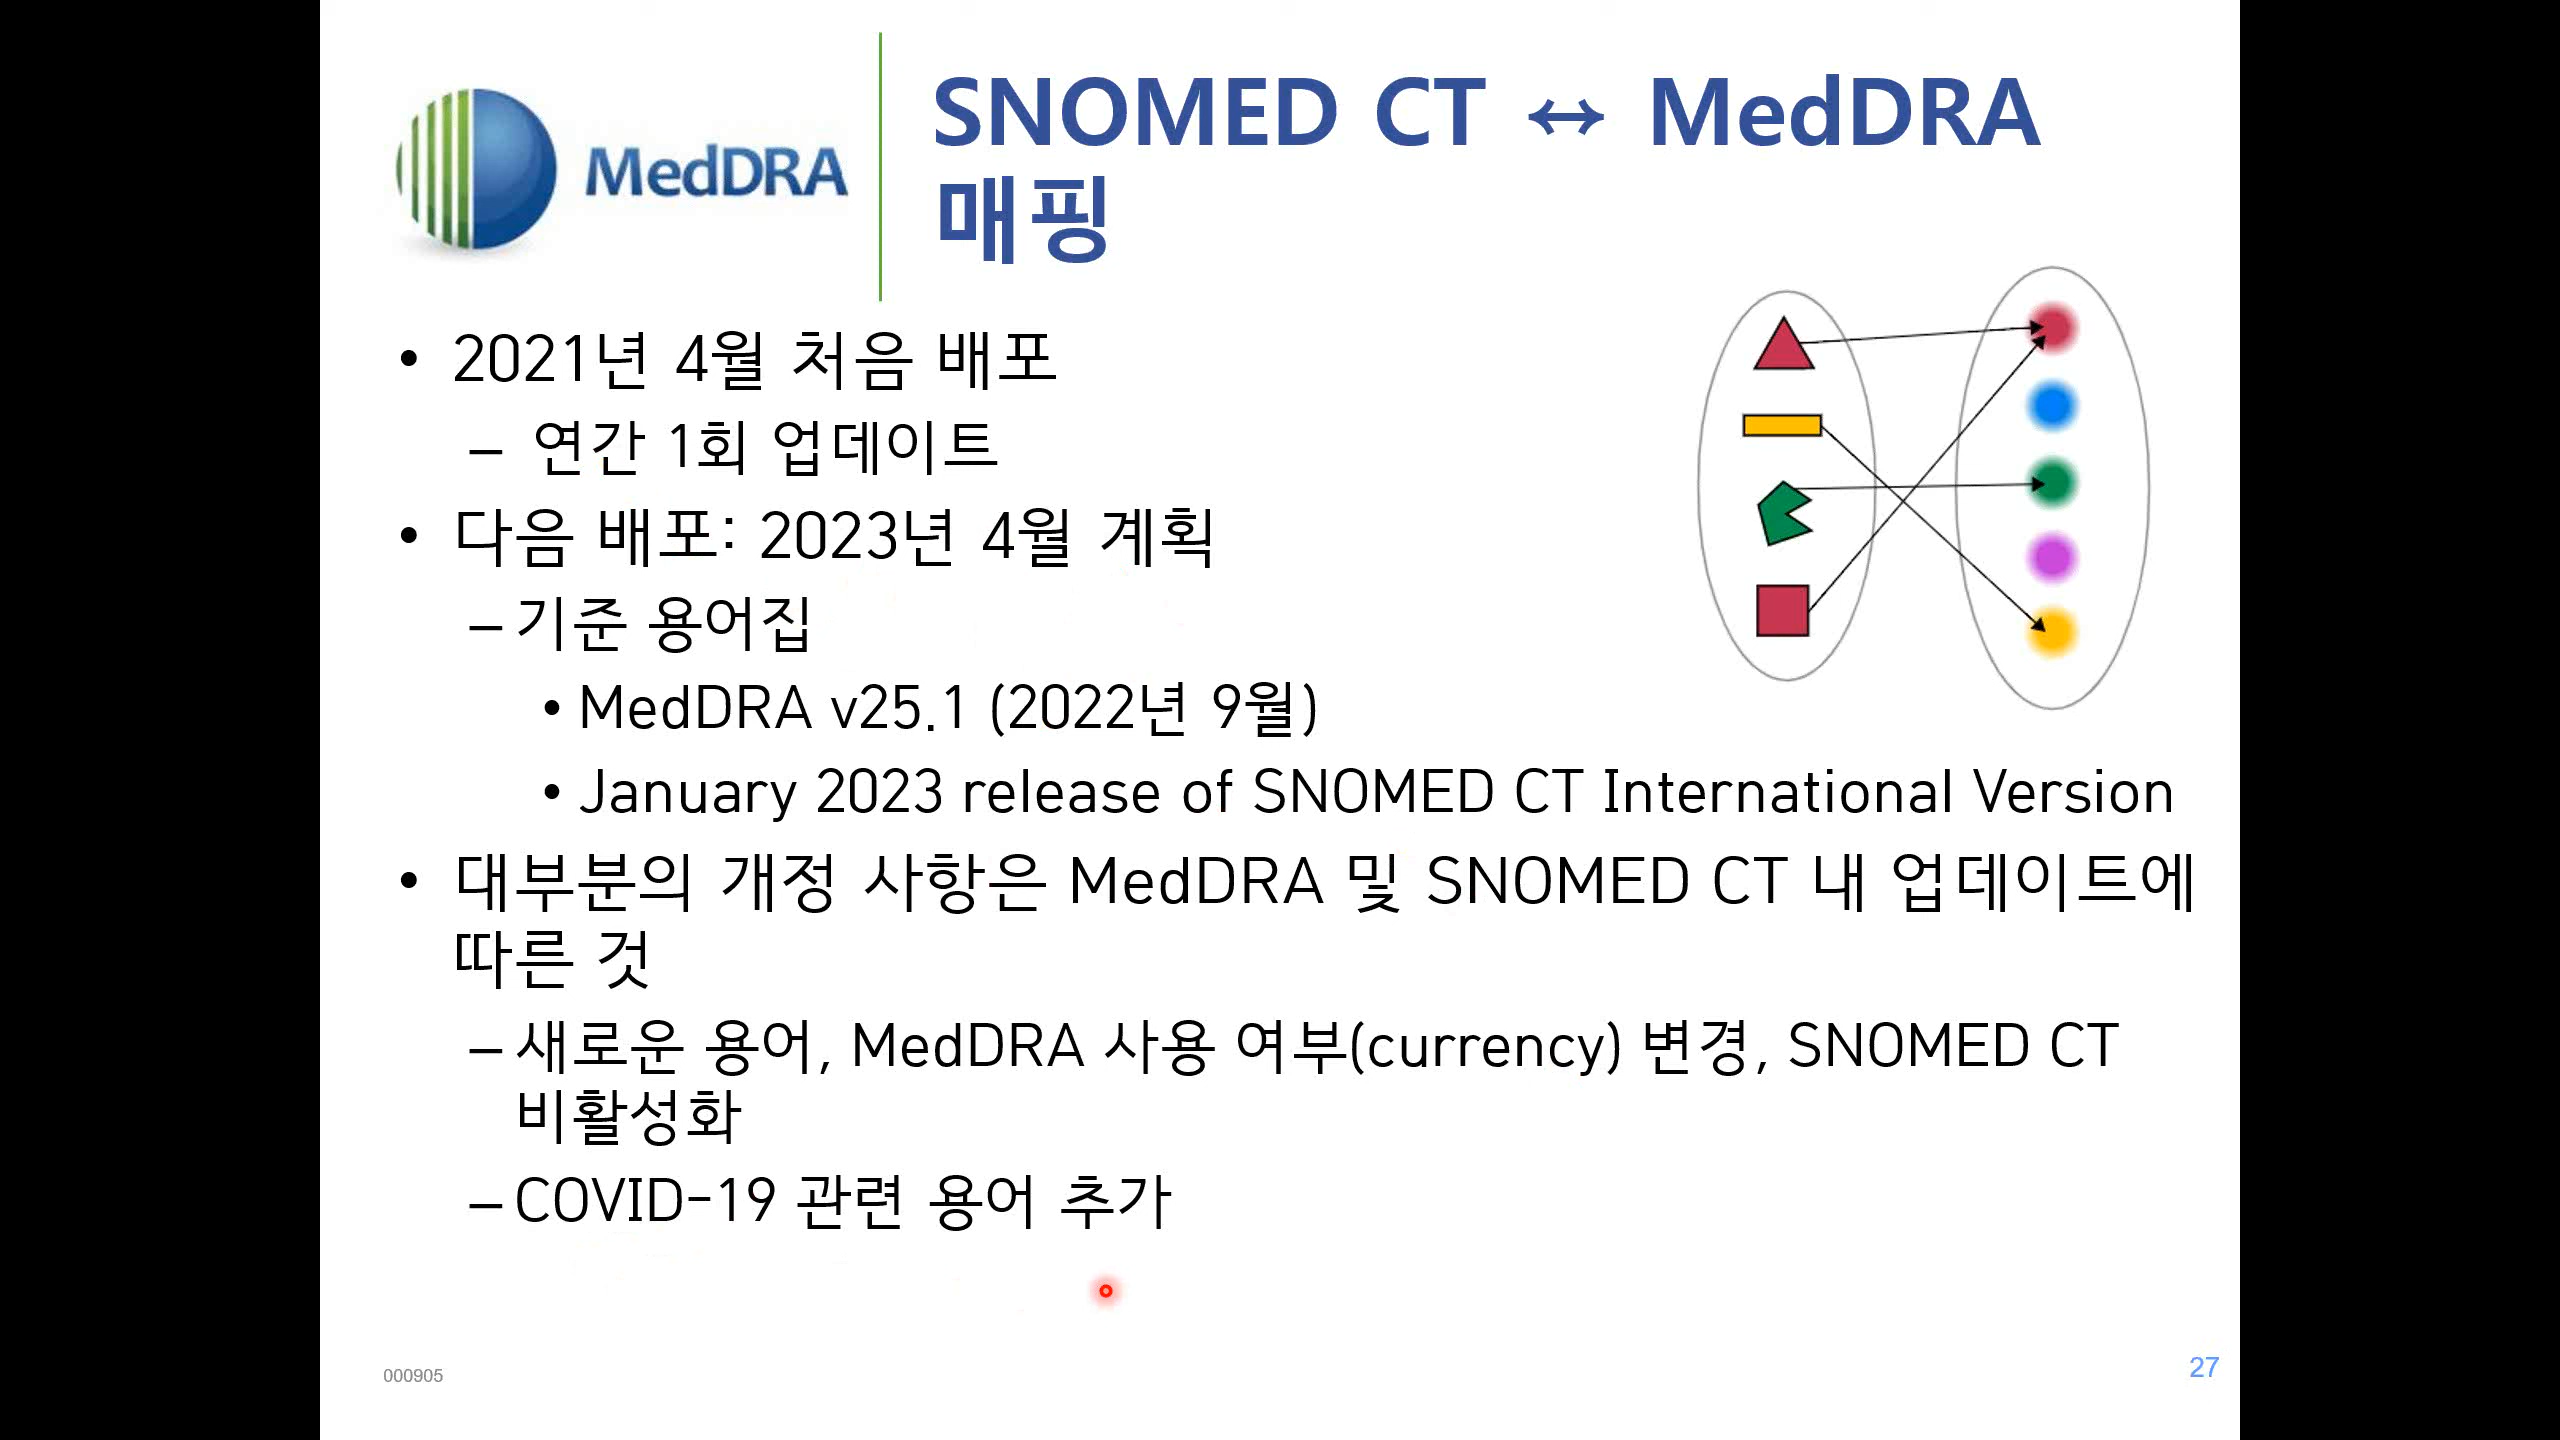 MedDRA
SNOMED CT ↔ MedDRA
매핑
• 2021년 4월 처음 배포
– 연간 1회 업데이트
• 다음 배포: 2023년 4월 계획
– 기준 용어집
• MedDRA v25.1 (2022년 9월)
• January 2023 release of SNOMED CT International Version
• 대부분의 개정 사항은 MedDRA 및 SNOMED CT 내 업데이트에
따른 것
– 새로운 용어, MedDRA 사용 여부(currency) 변경, SNOMED CT
비활성화
– COVID-19 관련 용어 추가
000905
27